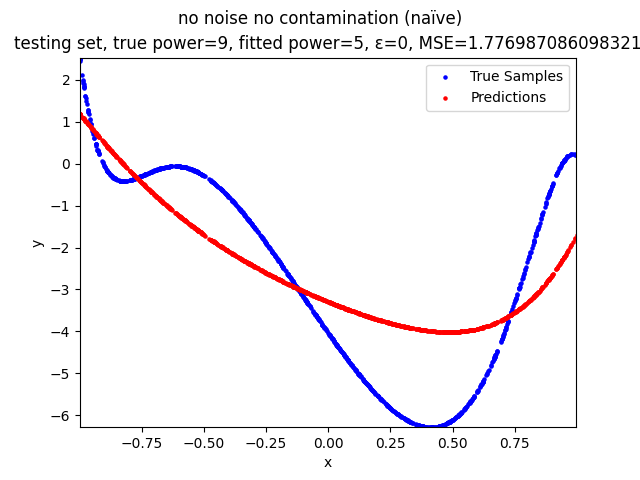 no noise no contamination (naïve)
testing set, true power=9, fitted power=5, ε=0, MSE=1.776987086098321
True Samples
Predictions
2
1
0
−1
−2
−3
−4
−5
−6
y
−0.75
−0.50
−0.25
0.00
0.25
0.50
0.75
x